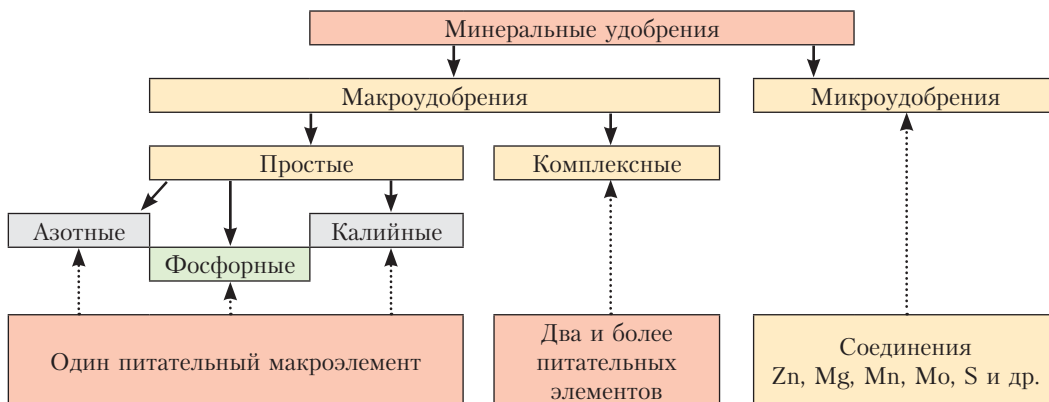 Минеральные удобрения
Макроудобрения
Микроудобрения
Простые
Комплексные
Азотные
Калийные
Фосфорные
Один питательный макроэлемент
Два и более
питательных
элементов
Соединения
Zn, Mg, Mn, Mo, S и др.